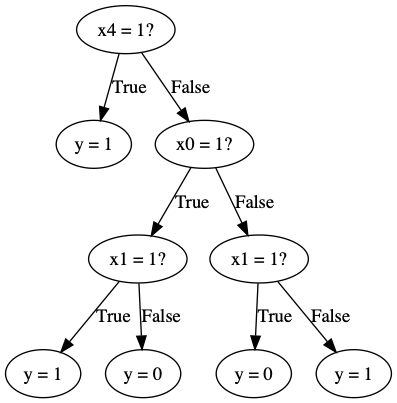 x4 = 1?
True
False
y = 1
x0 = 1?
True
False
x1 = 1?
x1 = 1?
True
False
True
False
y = 1
y = 0
y = 0
y = 1